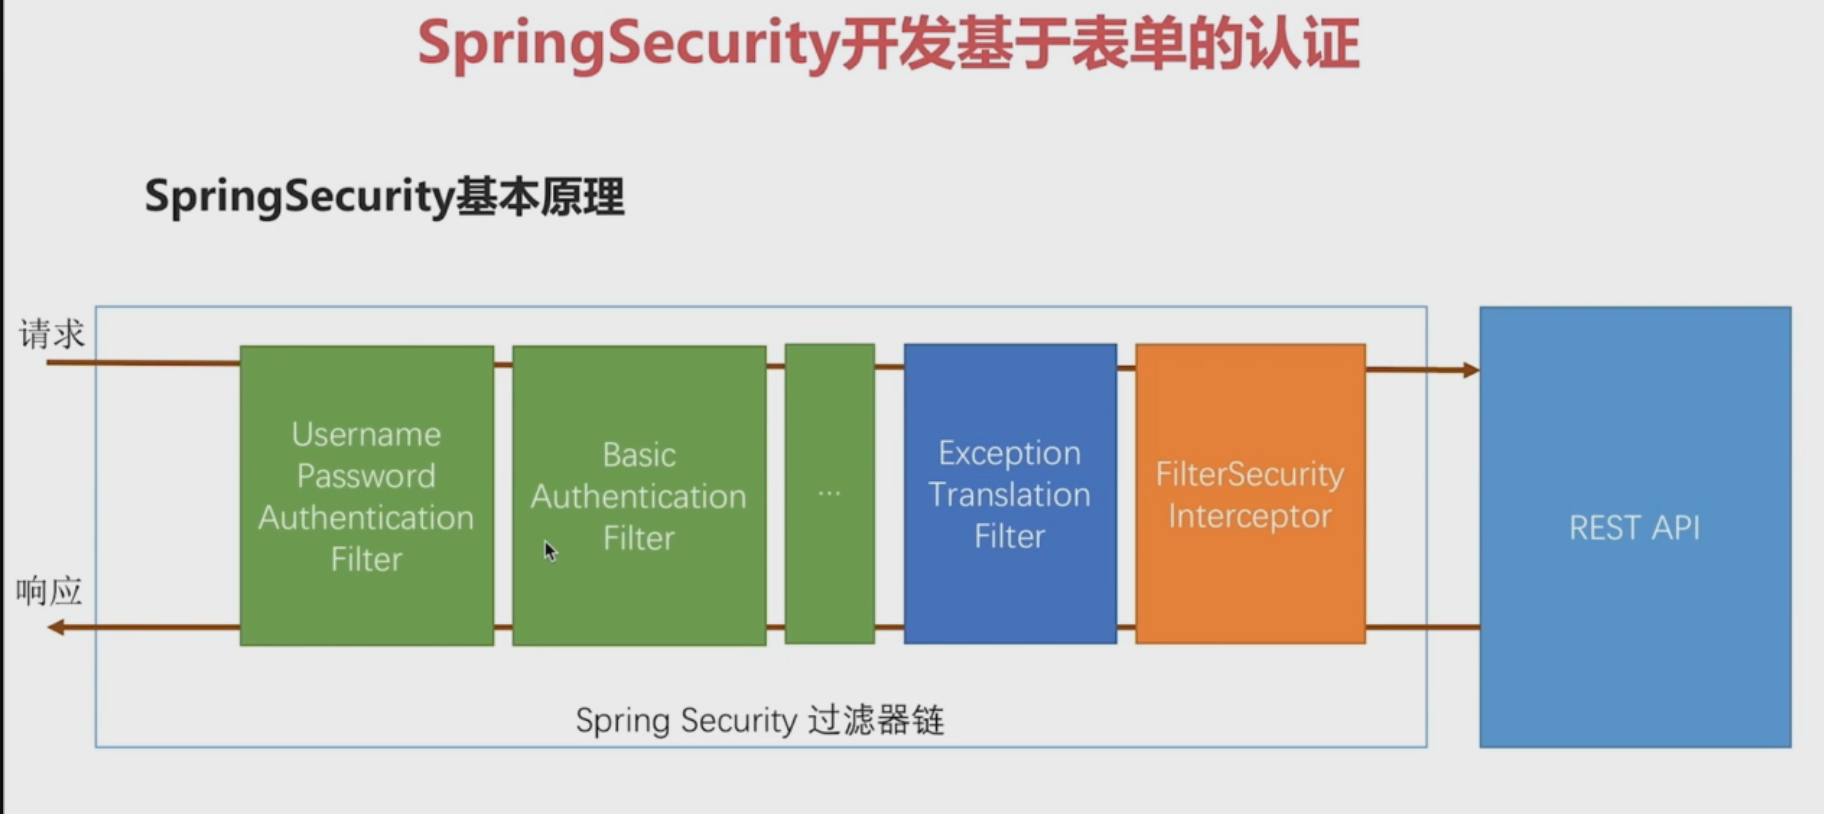 SpringSecurity开发基于表单的认证
SpringSecurity基本原理
请求
Username
Password
Authentication
Filter
Basic
Authentication
Filter
...
Exception
Translation
Filter
FilterSecurity
Interceptor
REST API
响应
Spring Security 过滤器链